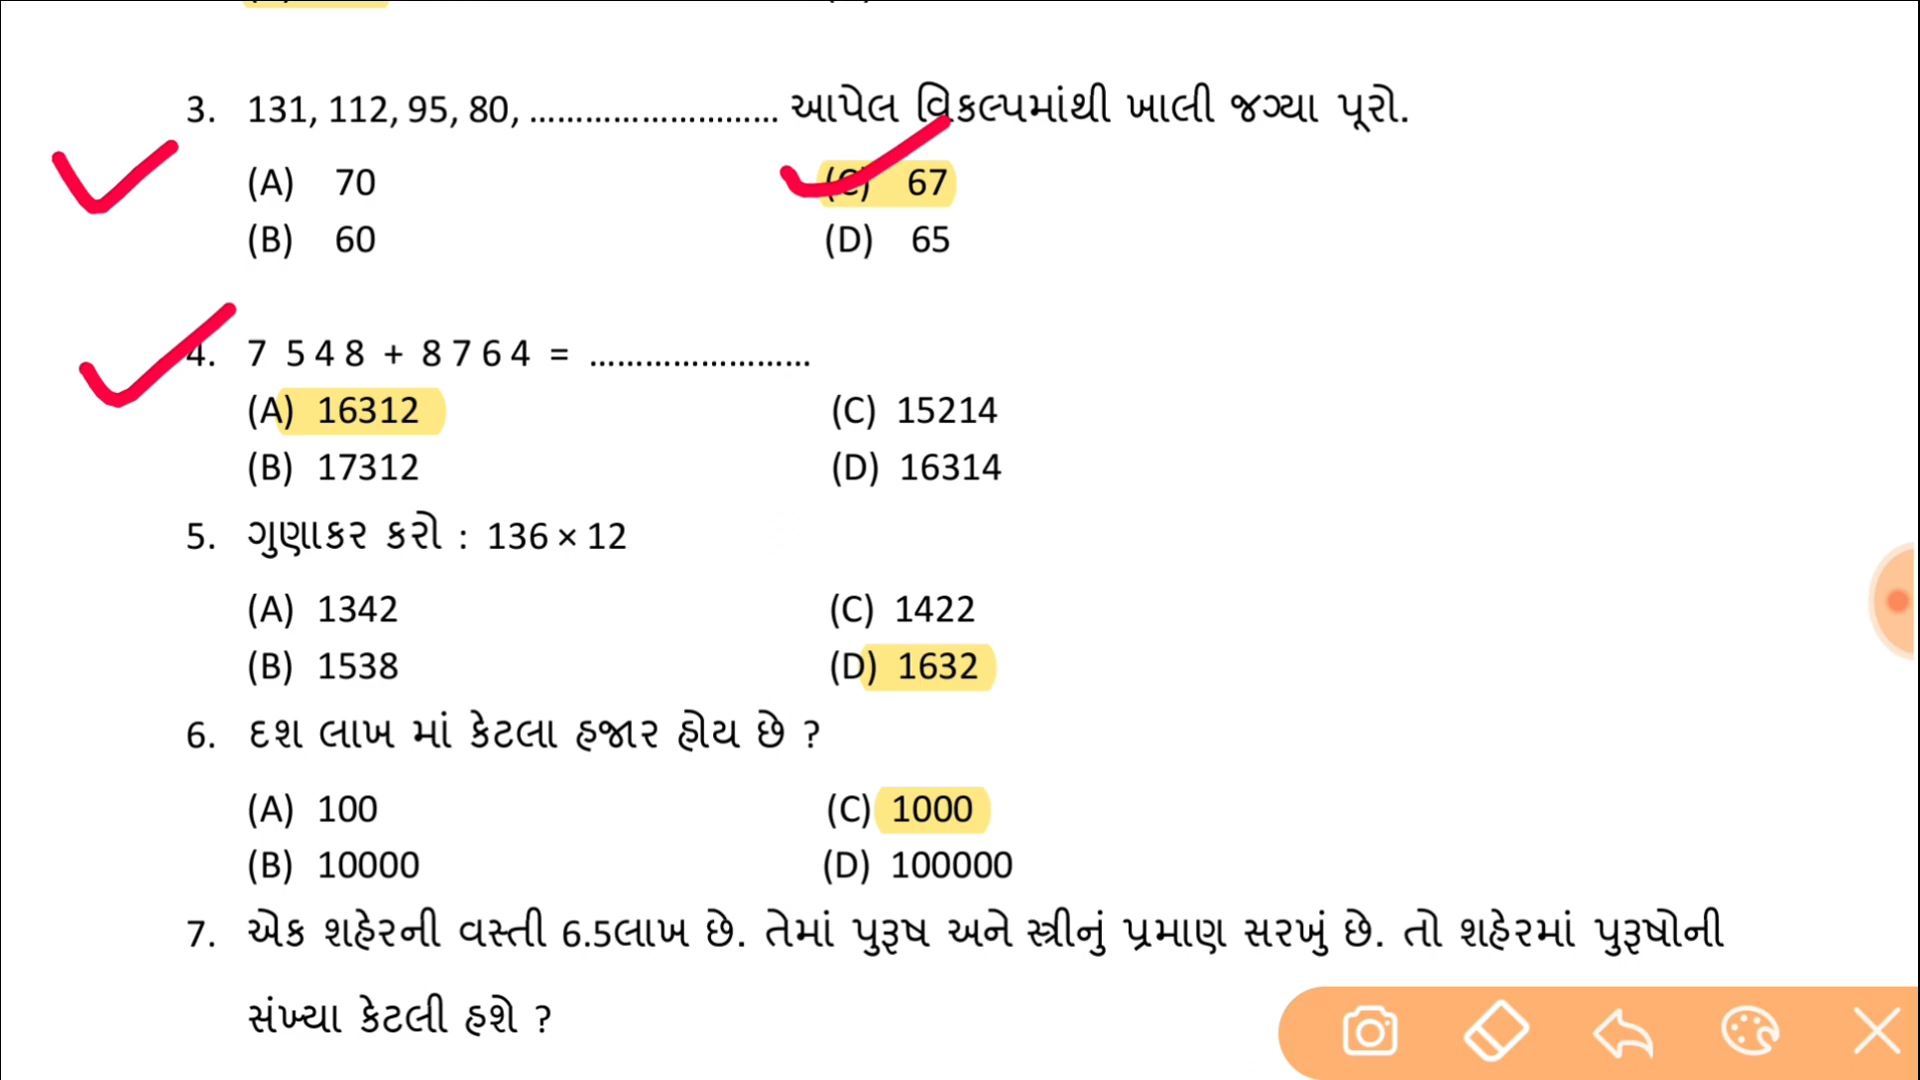 3. 131, 112, 95, 80, ........................... આપેલ વિકલ્પમાંથી ખાલી જગ્યા પૂરો.
(A) 70 (C) 67
(B) 60 (D) 65
4. 7 5 4 8 + 8 7 6 4 = ........................
(A) 16312 (C) 15214
(B) 17312 (D) 16314
5. ગુણાકર કરો : 136 × 12
(A) 1342 (C) 1422
(B) 1538 (D) 1632
6. દશ લાખ માં કેટલા હજાર હોય છે ?
(A) 100 (C) 1000
(B) 10000 (D) 100000
7. એક શહેરની વસ્તી 6.5લાખ છે. તેમાં પુરૂષ અને સ્ત્રીનું પ્રમાણ સરખું છે. તો શહેરમાં પુરૂષોની
સંખ્યા કેટલી હશે ?